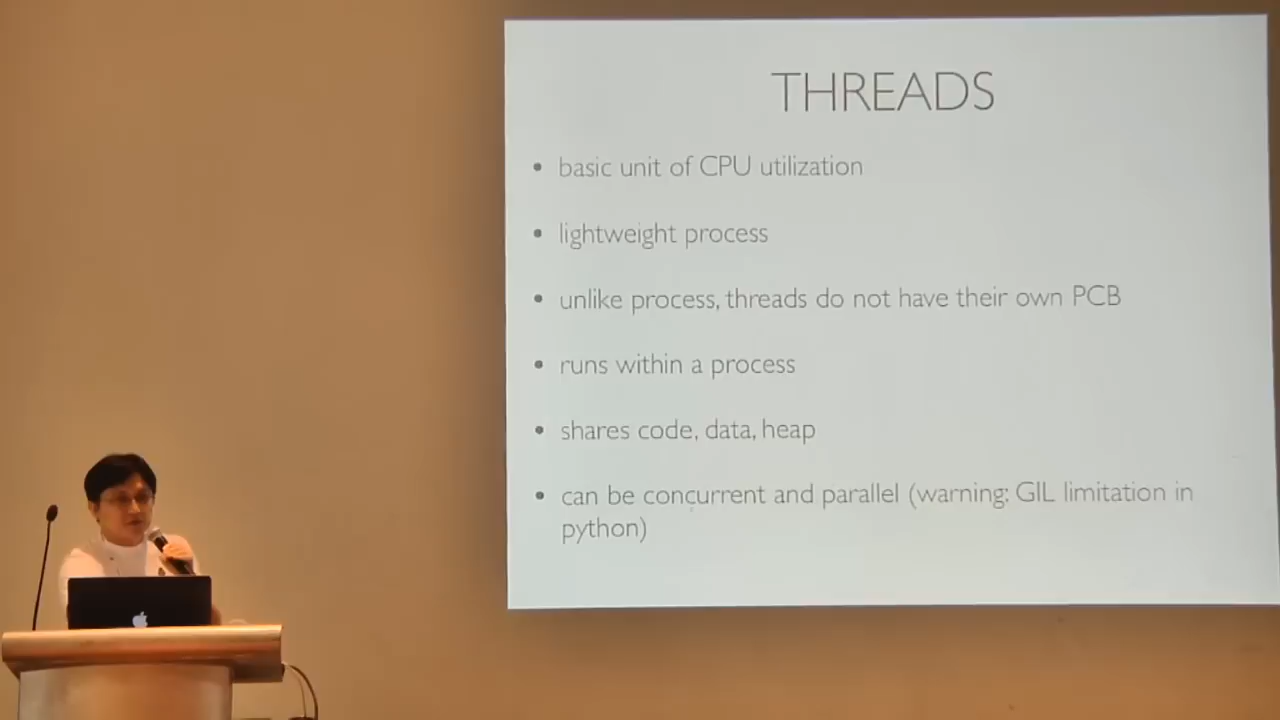 THREADS
• basic unit of CPU utilization
• lightweight process
• unlike process, threads do not have their own PCB
• runs within a process
• shares code, data, heap
• can be concurrent and parallel (warning: GIL limitation in
python)